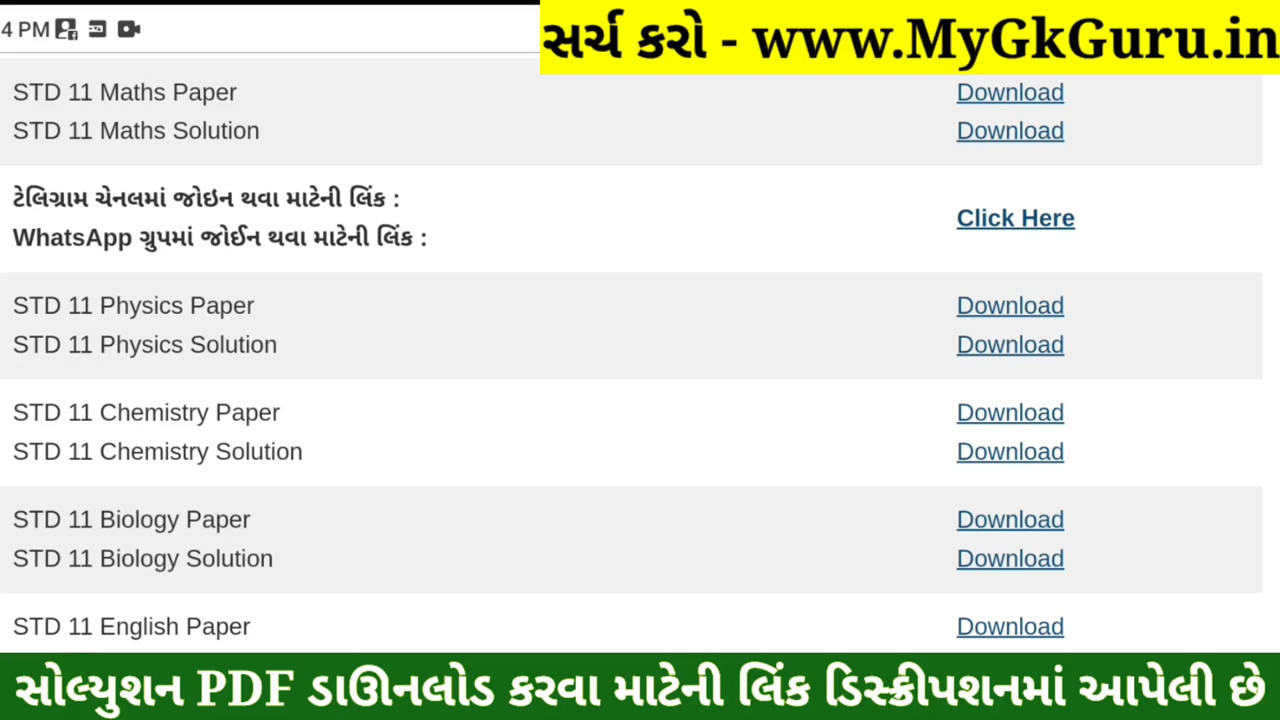 4 PM
સર્ચ કરો - www.MyGkGuru.in
STD 11 Maths Paper Download
STD 11 Maths Solution Download
ટેલિગ્રામ ચેનલમાં જોઇન થવા માટેની લિંક :
Click Here
WhatsApp ગ્રુપમાં જોઈન થવા માટેની લિંક :
STD 11 Physics Paper Download
STD 11 Physics Solution Download
STD 11 Chemistry Paper Download
STD 11 Chemistry Solution Download
STD 11 Biology Paper Download
STD 11 Biology Solution Download
STD 11 English Paper Download
સોલ્યુશન PDF ડાઊનલોડ કરવા માટેની લિંક ડિસ્ક્રીપશનમાં આપેલી છે